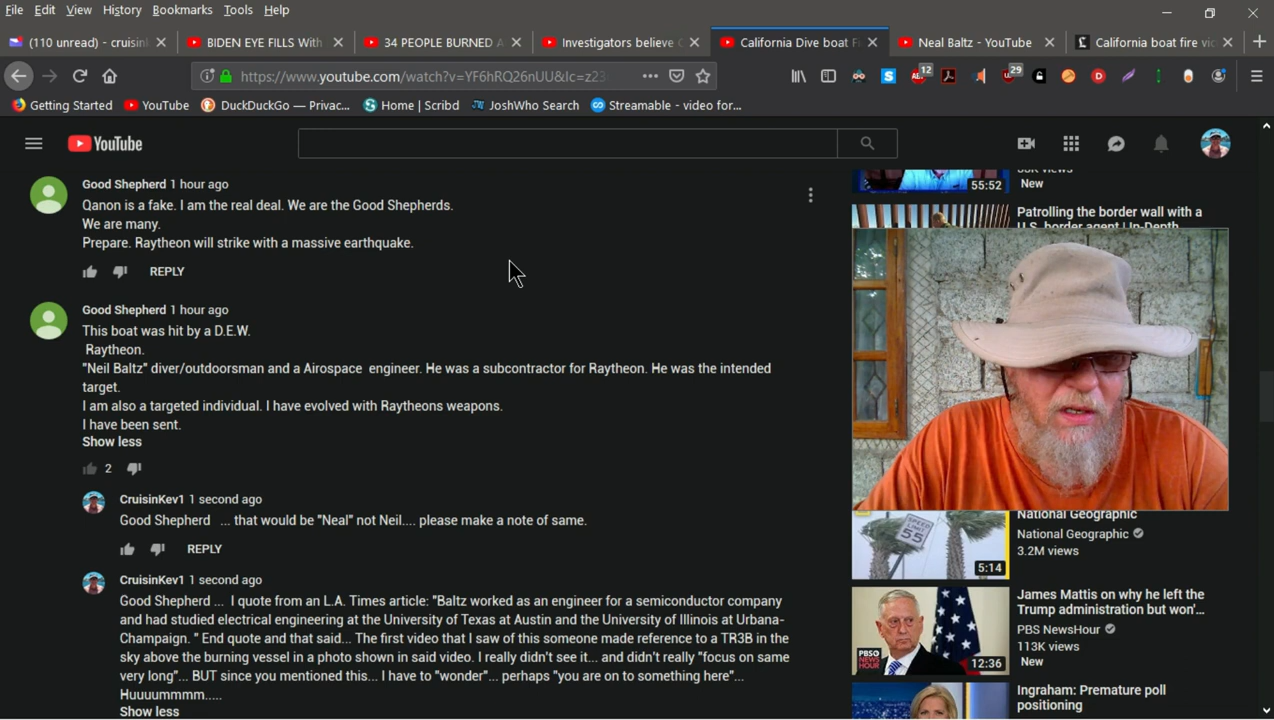 File Edit View History Bookmarks Tools Help
(110 unread) - cruisin
BIDEN EYE FILLS With
34 PEOPLE BURNED A
Investigators believe
California Dive boat F
Neal Baltz - YouTube
California boat fire vic
https://www.youtube.com/watch?v=YF6hRQ26nUU&lc=z23
12
29
Getting Started YouTube DuckDuckGo — Privac... Home | Scribd JoshWho Search Streamable - video for...
YouTube
Good Shepherd 1 hour ago
Qanon is a fake. I am the real deal. We are the Good Shepherds.
We are many.
Prepare. Raytheon will strike with a massive earthquake.
REPLY
Good Shepherd 1 hour ago
This boat was hit by a D.E.W.
Raytheon.
"Neil Baltz" diver/outdoorsman and a Airospace engineer. He was a subcontractor for Raytheon. He was the intended
target.
I am also a targeted individual. I have evolved with Raytheons weapons.
I have been sent.
Show less
2
CruisinKev1 1 second ago
Good Shepherd ... that would be "Neal" not Neil.... please make a note of same.
REPLY
CruisinKev1 1 second ago
Good Shepherd ... I quote from an L.A. Times article: "Baltz worked as an engineer for a semiconductor company
and had studied electrical engineering at the University of Texas at Austin and the University of Illinois at Urbana-
Champaign. " End quote and that said... The first video that I saw of this someone made reference to a TR3B in the
sky above the burning vessel in a photo shown in said video. I really didn't see it... and didn't really "focus on same
very long"... BUT since you mentioned this... I have to "wonder"... perhaps "you are on to something here"...
Huuuummmm.....
Show less
views
55:52
New
Patrolling the border wall with a
U.S. border agent | In-Depth
National Geographic
National Geographic
3.2M views
SPEED
LIMIT
55
5:14
James Mattis on why he left the
Trump administration but won'...
PBS NewsHour
113K views
New
PBS
NEWS
HOUR
12:36
Ingraham: Premature poll
positioning